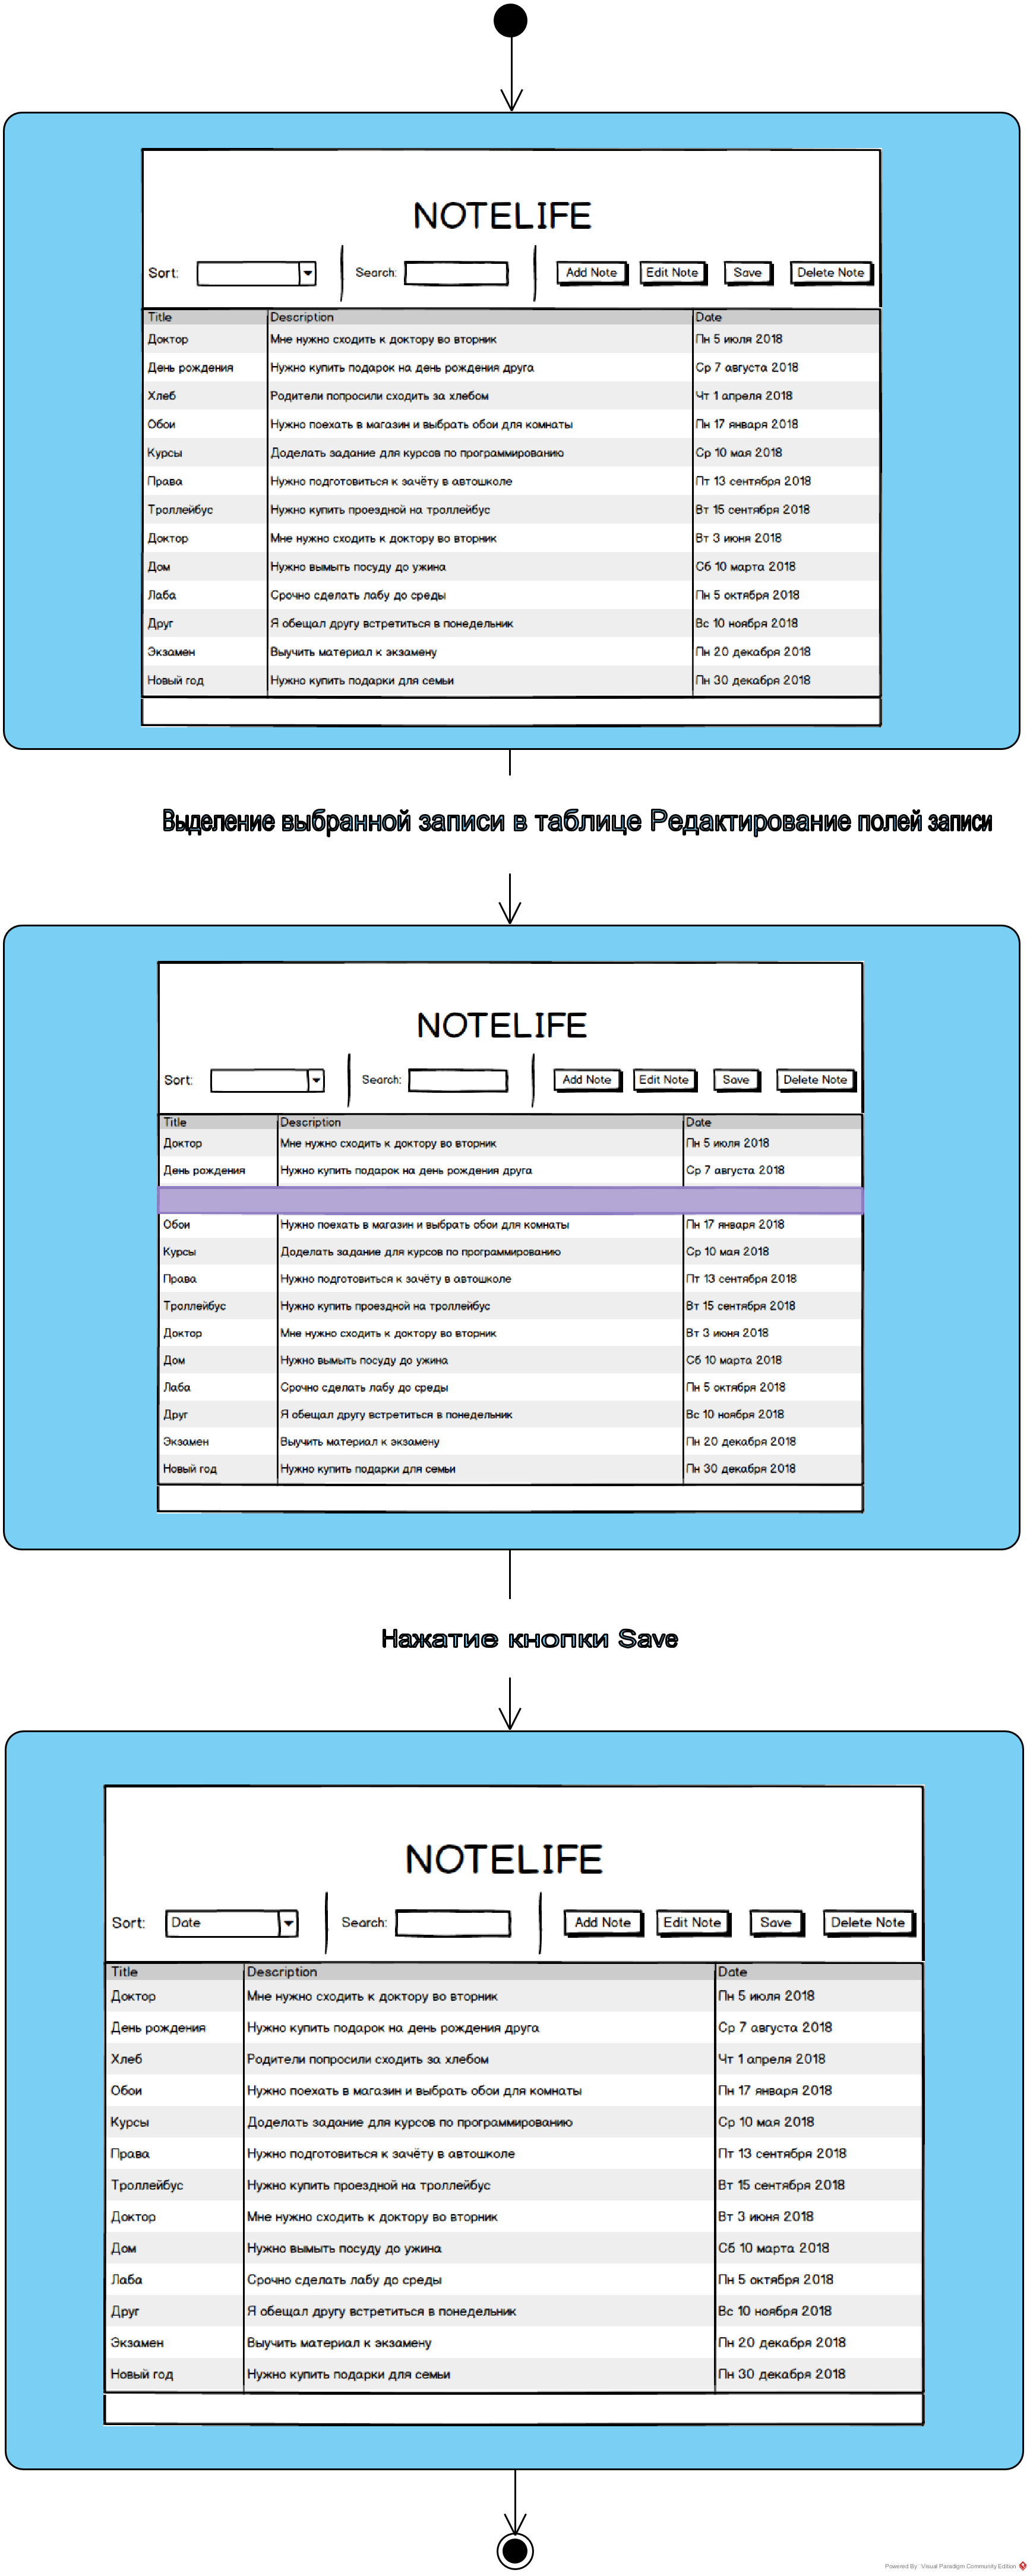 NOTELIFE
Sort: Search: Add Note Edit Note Save Delete Note
Title Description Date
Доктор Мне нужно сходить к доктору во вторник Пн 5 июля 2018
День рождения Нужно купить подарок на день рождения друга Ср 7 августа 2018
Хлеб Родители попросили сходить за хлебом Чт 1 апреля 2018
Обои Нужно поехать в магазин и выбрать обои для комнаты Пн 17 января 2018
Курсы Доделать задание для курсов по программированию Ср 10 мая 2018
Права Нужно подготовиться к зачёту в автошколе Пт 13 сентября 2018
Троллейбус Нужно купить проездной на троллейбус Вт 15 сентября 2018
Доктор Мне нужно сходить к доктору во вторник Вт 3 июня 2018
Дом Нужно вымыть посуду до ужина Сб 10 марта 2018
Лаба Срочно сделать лабу до среды Пн 5 октября 2018
Друг Я обещал другу встретиться в понедельник Вс 10 ноября 2018
Экзамен Выучить материал к экзамену Пн 20 декабря 2018
Новый год Нужно купить подарки для семьи Пн 30 декабря 2018
Выделение выбранной записи в таблице Редактирование полей записи
NOTELIFE
Sort: Search: Add Note Edit Note Save Delete Note
Title Description Date
Доктор Мне нужно сходить к доктору во вторник Пн 5 июля 2018
День рождения Нужно купить подарок на день рождения друга Ср 7 августа 2018
Обои Нужно поехать в магазин и выбрать обои для комнаты Пн 17 января 2018
Курсы Доделать задание для курсов по программированию Ср 10 мая 2018
Права Нужно подготовиться к зачёту в автошколе Пт 13 сентября 2018
Троллейбус Нужно купить проездной на троллейбус Вт 15 сентября 2018
Доктор Мне нужно сходить к доктору во вторник Вт 3 июня 2018
Дом Нужно вымыть посуду до ужина Сб 10 марта 2018
Лаба Срочно сделать лабу до среды Пн 5 октября 2018
Друг Я обещал другу встретиться в понедельник Вс 10 ноября 2018
Экзамен Выучить материал к экзамену Пн 20 декабря 2018
Новый год Нужно купить подарки для семьи Пн 30 декабря 2018
Нажатие кнопки Save
NOTELIFE
Sort: Date Search: Add Note Edit Note Save Delete Note
Title Description Date
Доктор Мне нужно сходить к доктору во вторник Пн 5 июля 2018
День рождения Нужно купить подарок на день рождения друга Ср 7 августа 2018
Хлеб Родители попросили сходить за хлебом Чт 1 апреля 2018
Обои Нужно поехать в магазин и выбрать обои для комнаты Пн 17 января 2018
Курсы Доделать задание для курсов по программированию Ср 10 мая 2018
Права Нужно подготовиться к зачёту в автошколе Пт 13 сентября 2018
Троллейбус Нужно купить проездной на троллейбус Вт 15 сентября 2018
Доктор Мне нужно сходить к доктору во вторник Вт 3 июня 2018
Дом Нужно вымыть посуду до ужина Сб 10 марта 2018
Лаба Срочно сделать лабу до среды Пн 5 октября 2018
Друг Я обещал другу встретиться в понедельник Вс 10 ноября 2018
Экзамен Выучить материал к экзамену Пн 20 декабря 2018
Новый год Нужно купить подарки для семьи Пн 30 декабря 2018
Powered By Visual Paradigm Community Edition